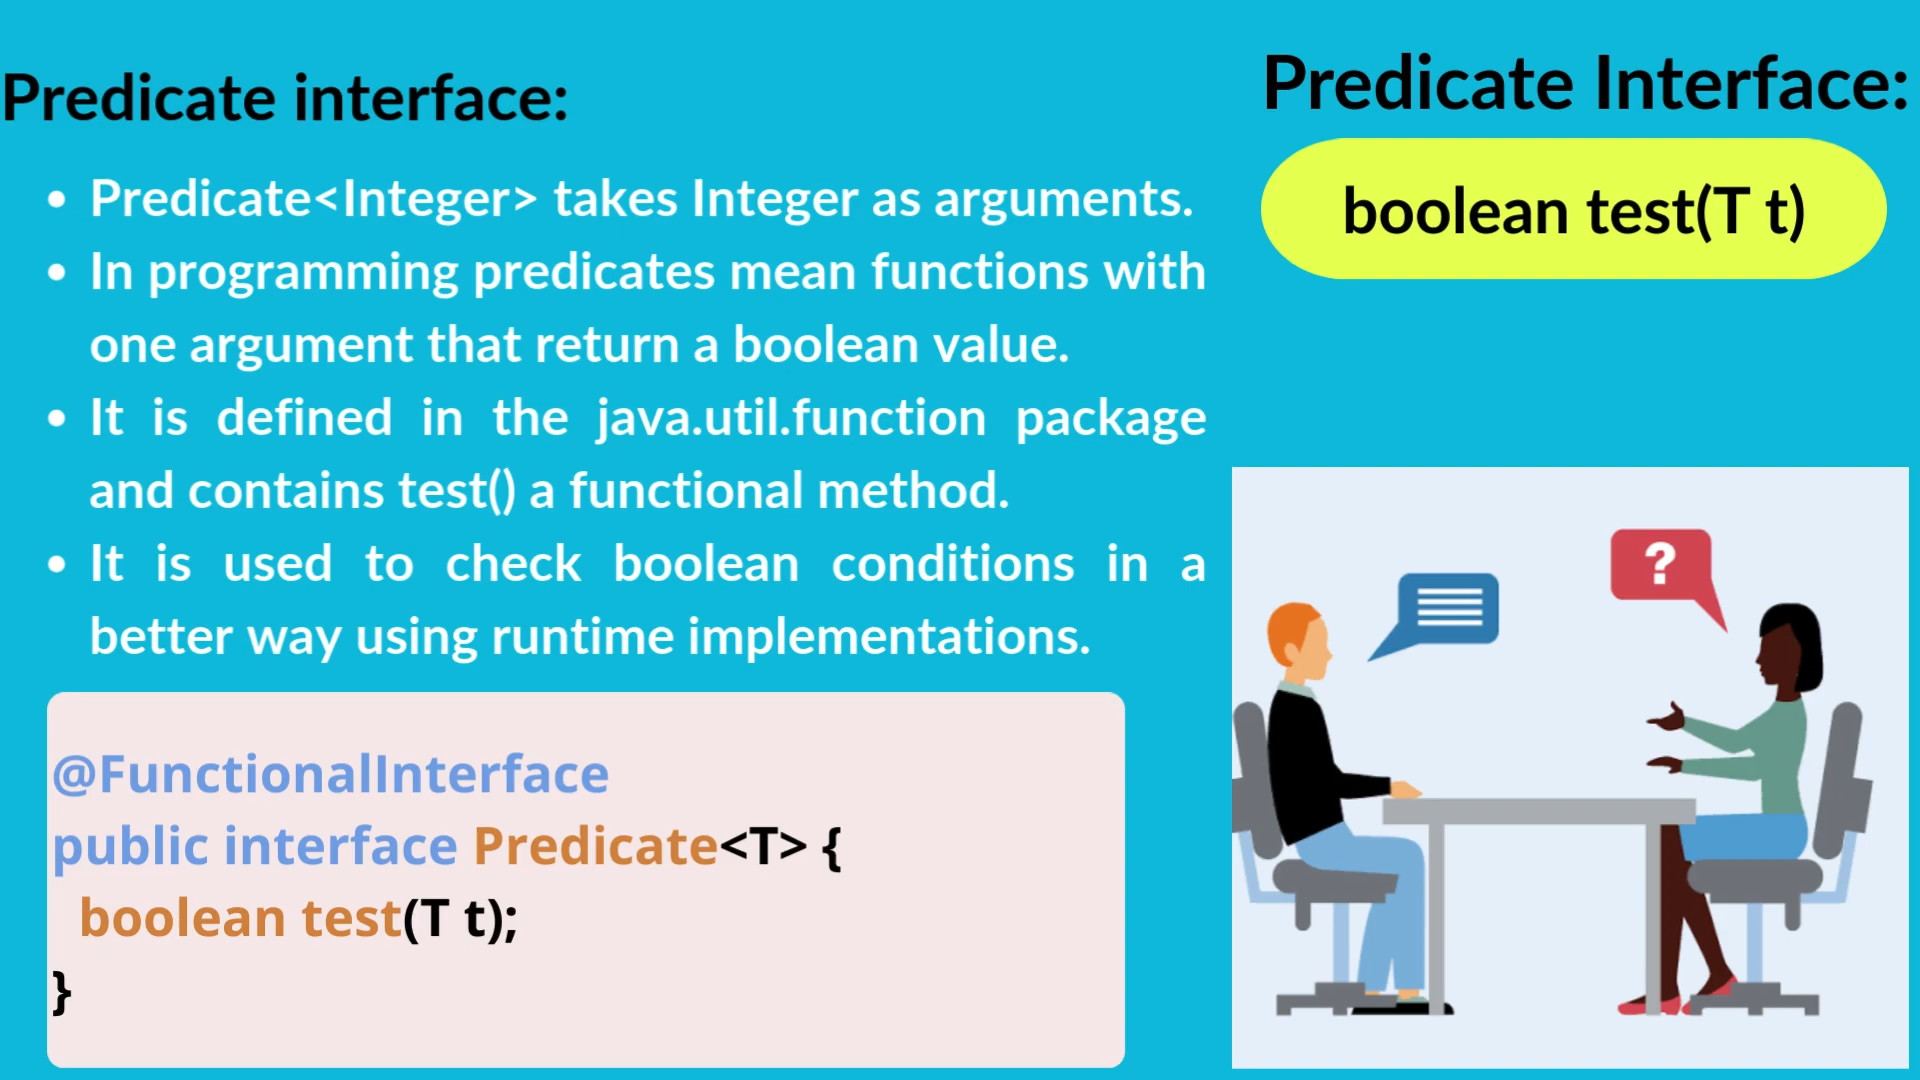 Predicate interface:
• Predicate<Integer> takes Integer as arguments.
• In programming predicates mean functions with
one argument that return a boolean value.
• It is defined in the java.util.function package
and contains test() a functional method.
• It is used to check boolean conditions in a
better way using runtime implementations.
@FunctionalInterface
public interface Predicate<T> {
  boolean test(T t);
}
Predicate Interface:
boolean test(T t)
?